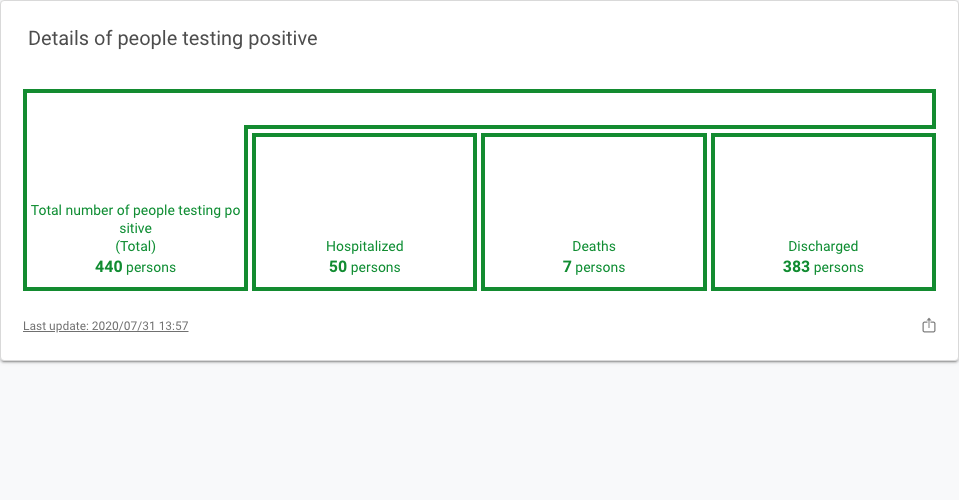 Details of people testing positive
Total number of people testing po
sitive
(Total)
440 persons
Hospitalized
50 persons
Deaths
7 persons
Discharged
383 persons
Last update: 2020/07/31 13:57